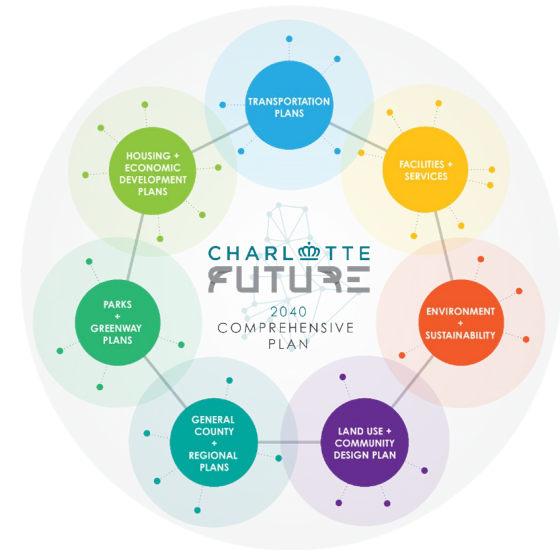 TRANSPORTATION
PLANS
HOUSING +
ECONOMIC
DEVELOPMENT
PLANS
FACILITIES +
SERVICES
CHARLOTTE
FUTURE
2040
COMPREHENSIVE
PLAN
PARKS
+
GREENWAY
PLANS
ENVIRONMENT
+
SUSTAINABILITY
GENERAL
COUNTY
+
REGIONAL
PLANS
LAND USE +
COMMUNITY
DESIGN PLAN